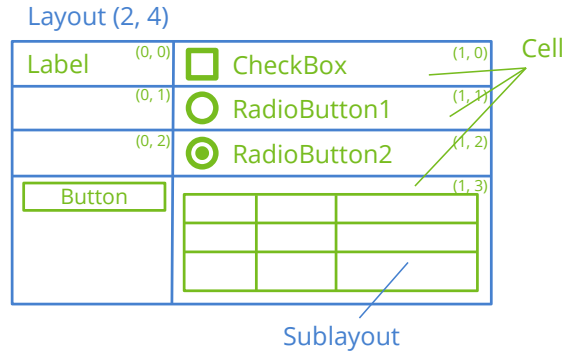 Layout (2, 4)
Label (0, 0) CheckBox (1, 0) Cell
(0, 1) RadioButton1 (1, 1)
(0, 2) RadioButton2 (1, 2)
Button (1, 3)
Sublayout